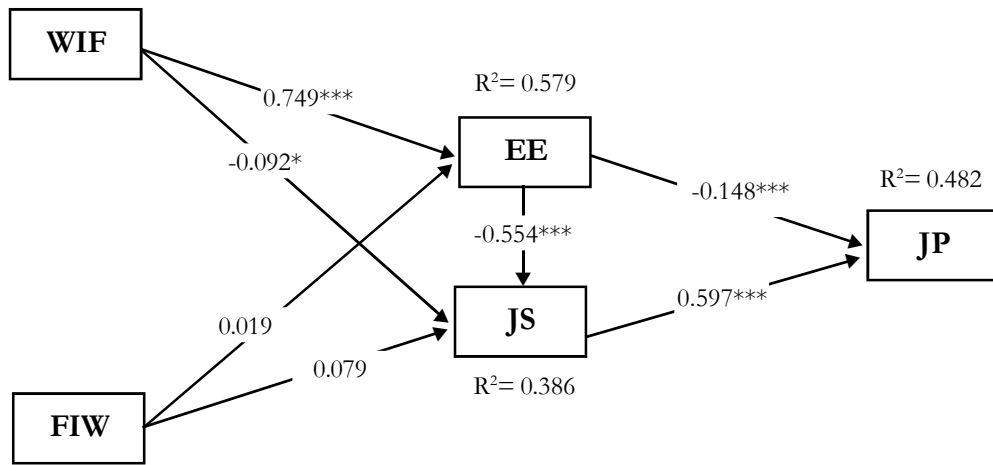 WIF
R²= 0.579
0.749***
EE
-0.092*
R²= 0.482
-0.148***
-0.554***
JP
0.597***
JS
0.019
0.079
R²= 0.386
FIW